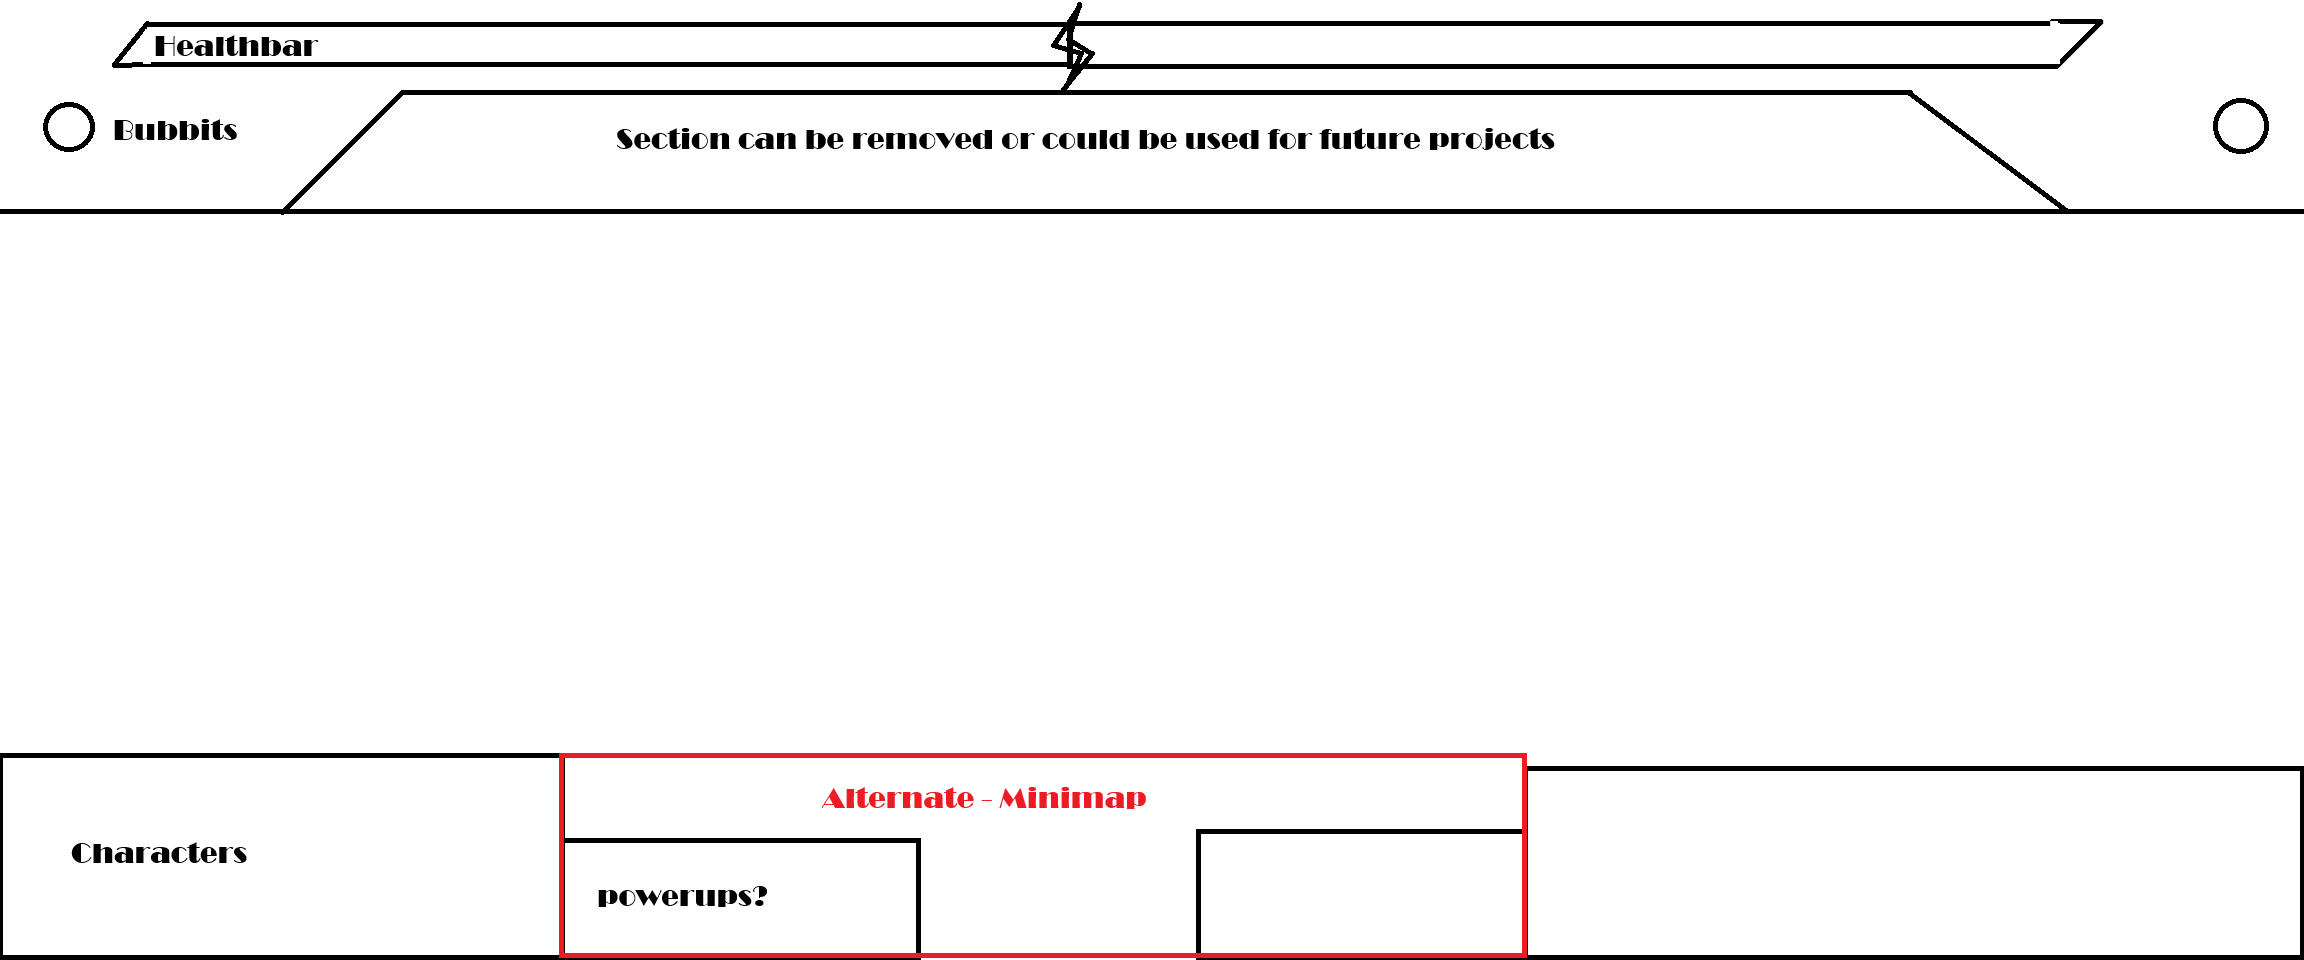 Healthbar
Bubbits
Section can be removed or could be used for future projects
Alternate - Minimap
Characters
powerups?